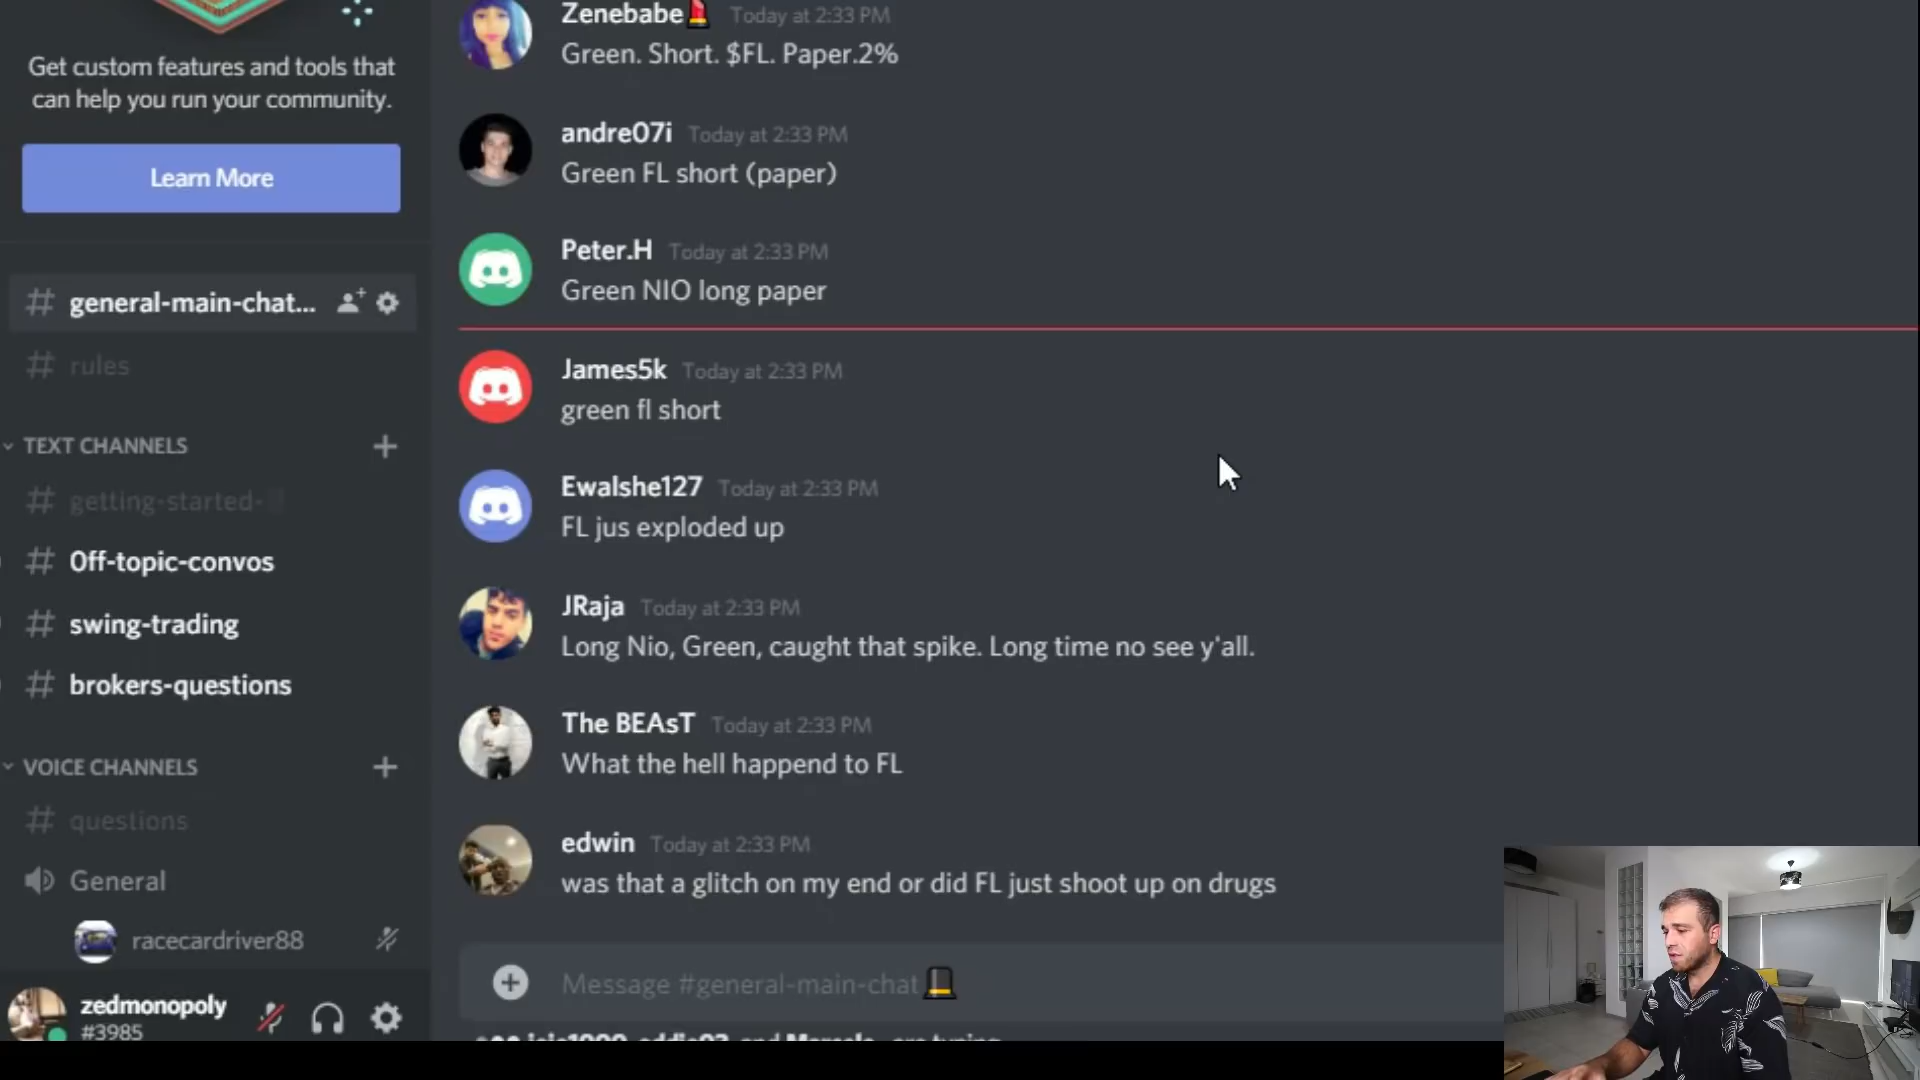 Get custom features and tools that
can help you run your community.
Learn More
# general-main-chat...
# rules
TEXT CHANNELS
# getting-started-
# Off-topic-convos
# swing-trading
# brokers-questions
VOICE CHANNELS
# questions
General
racecardriver88
zedmonopoly
#3985
Zenebabe Today at 2:33 PM
Green. Short. $FL. Paper.2%
andre07i Today at 2:33 PM
Green FL short (paper)
Peter.H Today at 2:33 PM
Green NIO long paper
James5k Today at 2:33 PM
green fl short
Ewalshe127 Today at 2:33 PM
FL jus exploded up
JRaja Today at 2:33 PM
Long Nio, Green, caught that spike. Long time no see y'all.
The BEAsT Today at 2:33 PM
What the hell happend to FL
edwin Today at 2:33 PM
was that a glitch on my end or did FL just shoot up on drugs
Message #general-main-chat
and are typing